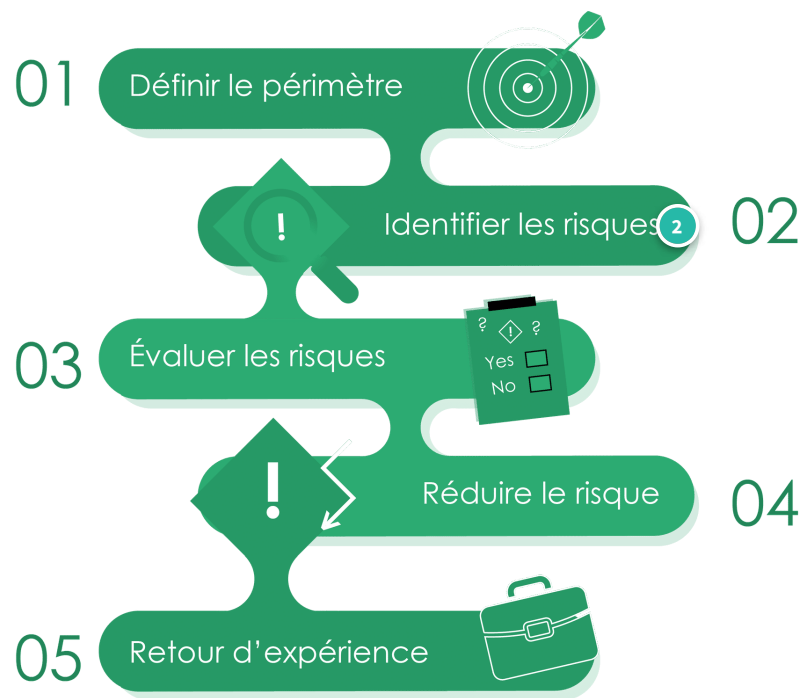 01
Définir le périmètre
!
Identifier les risques
2
02
03
Évaluer les risques
? ! ?
Yes
No
!
Réduire le risque
04
05
Retour d’expérience